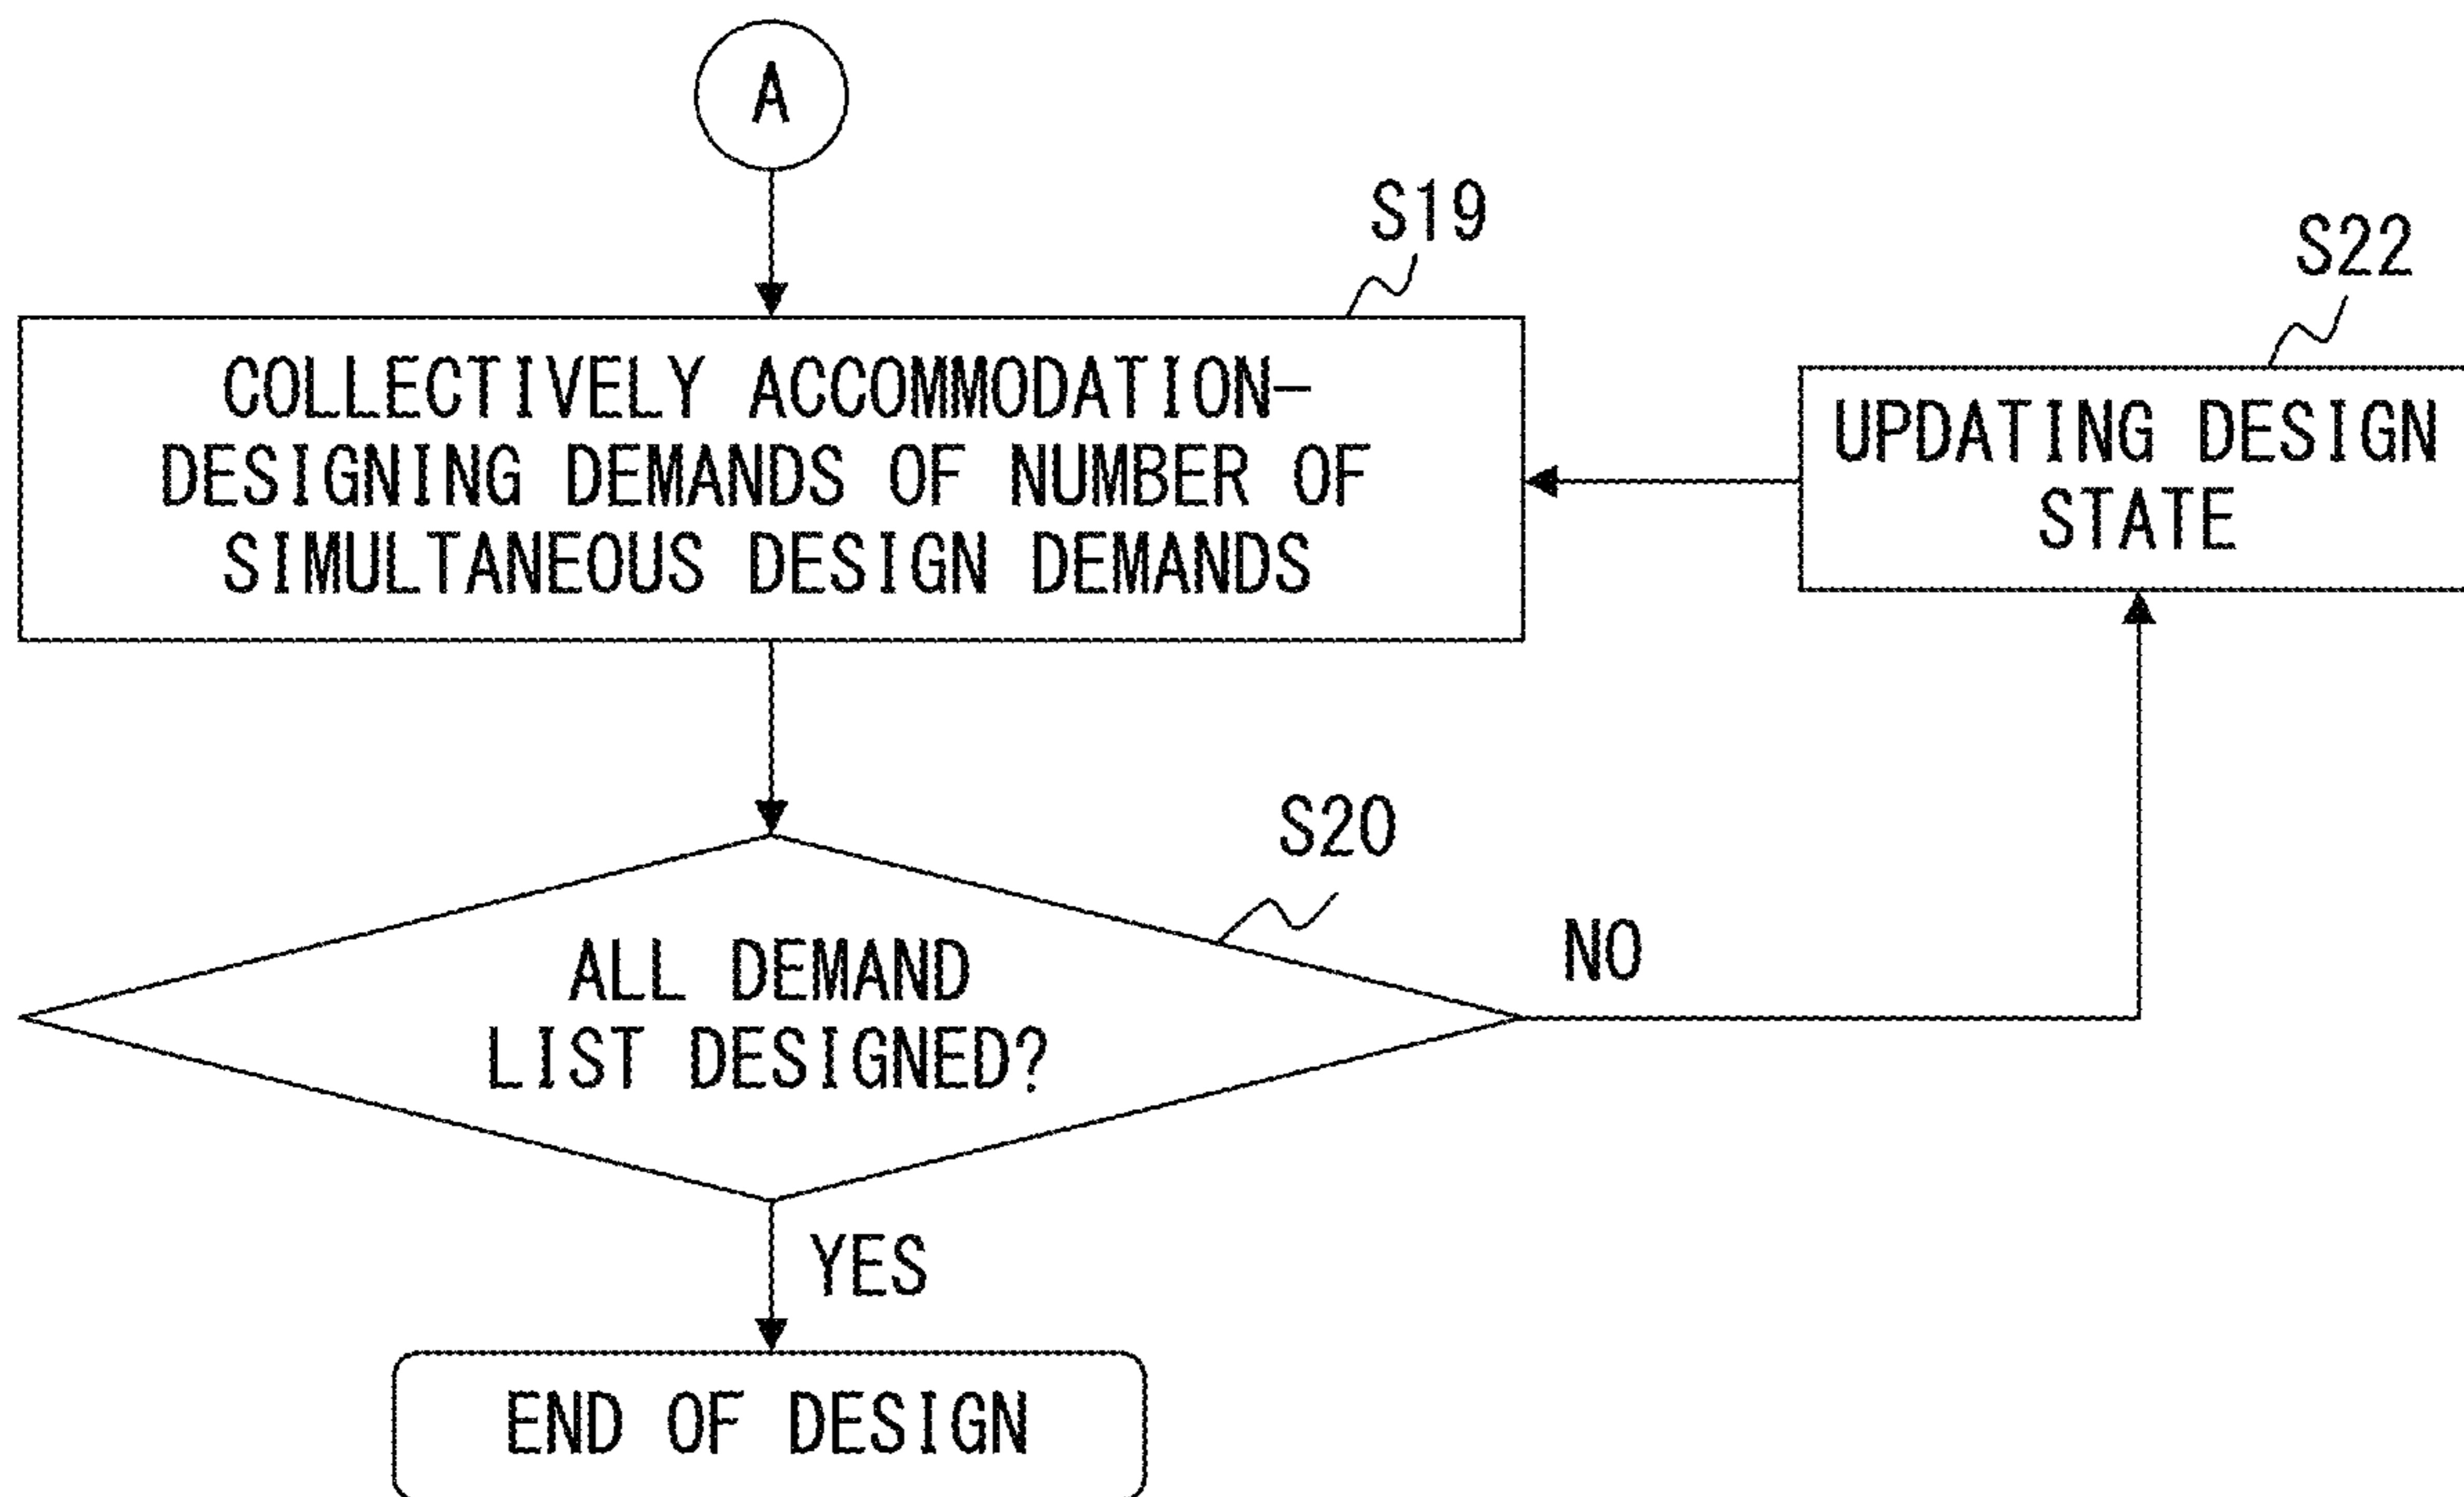 A
S19
COLLECTIVELY ACCOMMODATION-
DESIGNING DEMANDS OF NUMBER OF
SIMULTANEOUS DESIGN DEMANDS
S22
UPDATING DESIGN
STATE
S20
ALL DEMAND
LIST DESIGNED?
NO
YES
END OF DESIGN